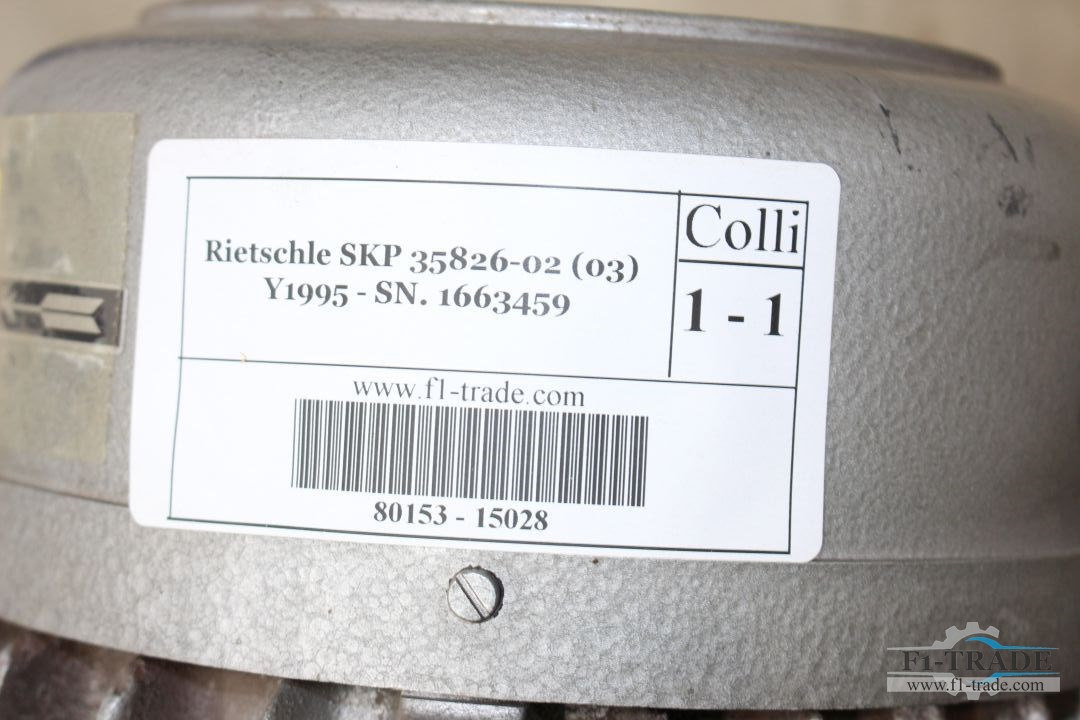 Rietschle SKP 35826-02 (03)
Y1995 - SN. 1663459
Colli
1 - 1
www.f1-trade.com
80153 - 15028
F1-TRADE
www.f1-trade.com